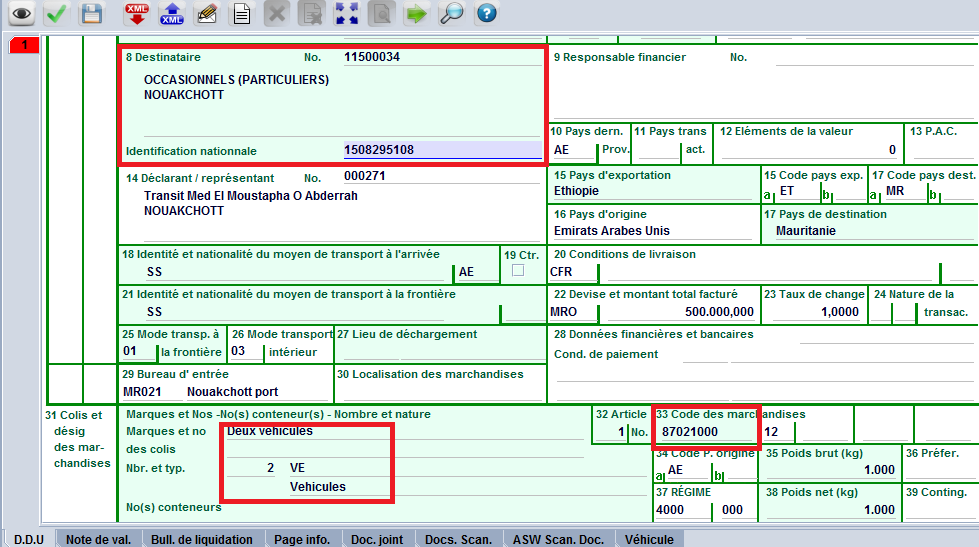 XML
XML
?
1
8 Destinataire No. 11500034
OCCASIONNELS (PARTICULIERS)
NOUAKCHOTT
Identification nationnale 1508295108
9 Responsable financier No.
10 Pays dern. 11 Pays trans 12 Eléments de la valeur 13 P.A.C.
AE Prov. act. 0
14 Déclarant / représentant No. 000271
Transit Med El Moustapha O Abderrah
NOUAKCHOTT
15 Pays d'exportation 15 Code pays exp. 17 Code pays dest.
Ethiopie a ET b a MR b
16 Pays d'origine 17 Pays de destination
Emirats Arabes Unis Mauritanie
18 Identité et nationalité du moyen de transport à l'arrivée 19 Ctr. 20 Conditions de livraison
SS AE CFR
21 Identité et nationalité du moyen de transport à la frontière 22 Devise et montant total facturé 23 Taux de change 24 Nature de la
SS MRO 500.000,000 1,0000 transac.
25 Mode transp. à 26 Mode transport 27 Lieu de déchargement 28 Données financières et bancaires
01 la frontière 03 intérieur Cond. de paiement
29 Bureau d' entrée 30 Localisation des marchandises
MR021 Nouakchott port
31 Colis et Marques et Nos -No(s) conteneur(s) - Nombre et nature 32 Article 33 Code des marchandises
désig Marques et no Deux véhicules 1 No. 87021000 12
des mar- des colis 34 Code P. origine 35 Poids brut (kg) 36 Préfer.
chandises Nbr. et typ. 2 VE a AE b 1.000
Vehicules 37 RÉGIME 38 Poids net (kg) 39 Conting.
No(s) conteneurs 4000 000 1.000
D.D.U Note de val. Bull. de liquidation Page info. Doc. joint Docs. Scan. ASW Scan. Doc. Véhicule